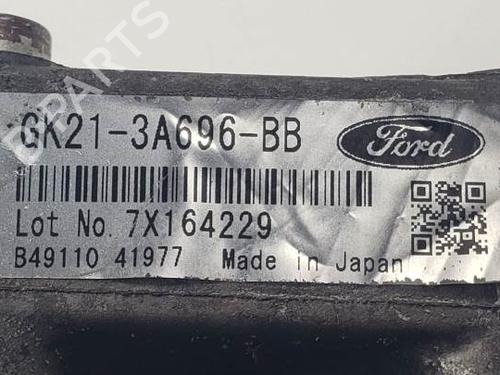 GK21-3A696-BB
Ford
Lot No. 7X164229
B49110 41977 Made in Japan